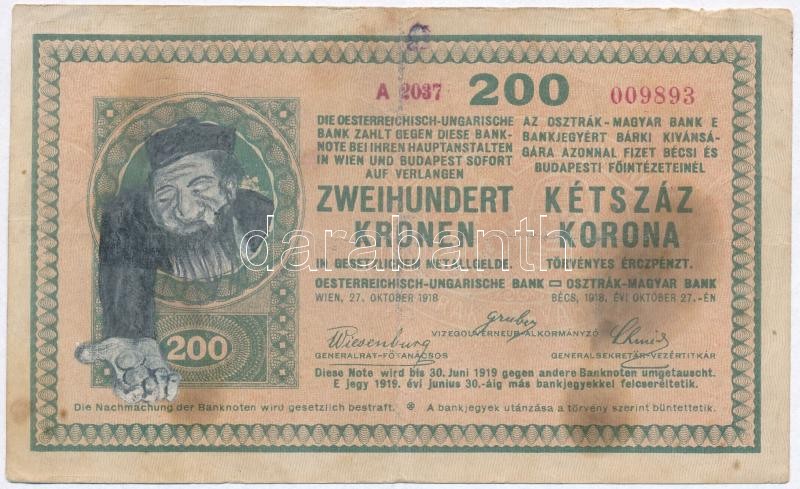 A 2037 200 009893
DIE OESTERREICHISCH-UNGARISCHE
BANK ZAHLT GEGEN DIESE BANK-
NOTE BEI IHREN HAUPTANSTALTEN
IN WIEN UND BUDAPEST SOFORT
AUF VERLANGEN
ZWEIHUNDERT
KRONEN
IN GESETZLICHEM METALLGELDE.
OESTERREICHISCH-UNGARISCHE BANK
WIEN, 27. OKTOBER 1918
AZ OSZTRÁK-MAGYAR BANK E
BANKJEGYÉRT BÁRKI KIVÁNSÁ-
GÁRA AZONNAL FIZET BÉCSI ÉS
BUDAPESTI FŐINTÉZETEINÉL
KÉTSZÁZ
KORONA
TÖRVÉNYES ÉRCZPÉNZT.
OSZTRÁK-MAGYAR BANK
BÉCS, 1918. ÉVI OKTOBER 27.-ÉN
darabanth
Wiesenburg
GENERALRAT-FŐTANÁCSOS
Gruber
VIZEGOUVERNEUR-ALKORMÁNYZÓ
Schmid
GENERALSEKRETÄR-VEZÉRTITKÁR
200
Diese Note wird bis 30. Juni 1919 gegen andere Banknoten umgetauscht.
E jegy 1919. évi junius 30.-áig más bankjegyekkel felcseréltetik.
Die Nachmachung der Banknoten wird gesetzlich bestraft. A bankjegyek utánzása a törvény szerint büntettetik.